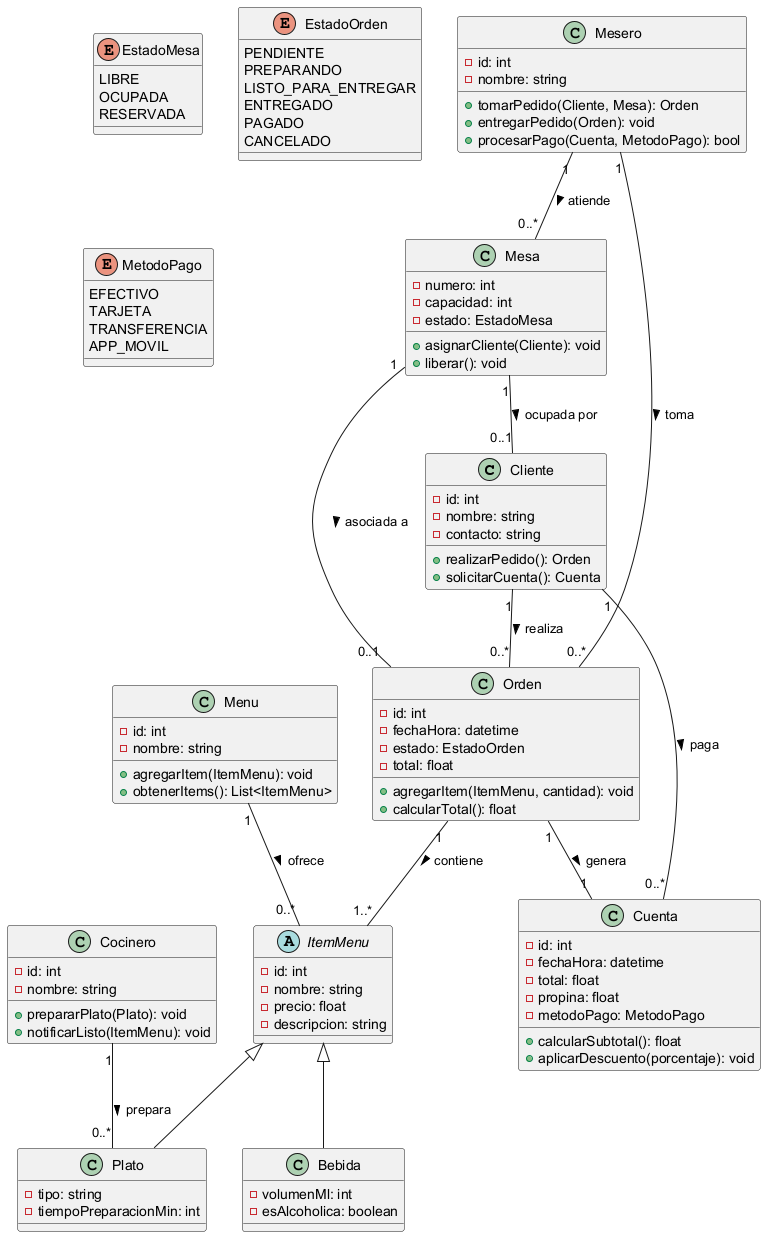 E EstadoMesa
LIBRE
OCUPADA
RESERVADA
E EstadoOrden
PENDIENTE
PREPARANDO
LISTO_PARA_ENTREGAR
ENTREGADO
PAGADO
CANCELADO
C Mesero
id: int
nombre: string
tomarPedido(Cliente, Mesa): Orden
entregarPedido(Orden): void
procesarPago(Cuenta, MetodoPago): bool
1
1
atiende
0..*
E MetodoPago
EFECTIVO
TARJETA
TRANSFERENCIA
APP_MOVIL
C Mesa
numero: int
capacidad: int
estado: EstadoMesa
asignarCliente(Cliente): void
liberar(): void
1
1
ocupada por
toma
0..1
C Cliente
id: int
nombre: string
contacto: string
realizarPedido(): Orden
solicitarCuenta(): Cuenta
asociada a
1
1
realiza
0..1
0..*
0..*
C Menu
id: int
nombre: string
agregarItem(ItemMenu): void
obtenerItems(): List<ItemMenu>
C Orden
id: int
fechaHora: datetime
estado: EstadoOrden
total: float
agregarItem(ItemMenu, cantidad): void
calcularTotal(): float
paga
1
1
1
ofrece
contiene
genera
0..*
1..*
1
0..*
C Cocinero
id: int
nombre: string
prepararPlato(Plato): void
notificarListo(ItemMenu): void
A ItemMenu
id: int
nombre: string
precio: float
descripcion: string
C Cuenta
id: int
fechaHora: datetime
total: float
propina: float
metodoPago: MetodoPago
calcularSubtotal(): float
aplicarDescuento(porcentaje): void
1
prepara
0..*
C Plato
tipo: string
tiempoPreparacionMin: int
C Bebida
volumenMl: int
esAlcoholica: boolean